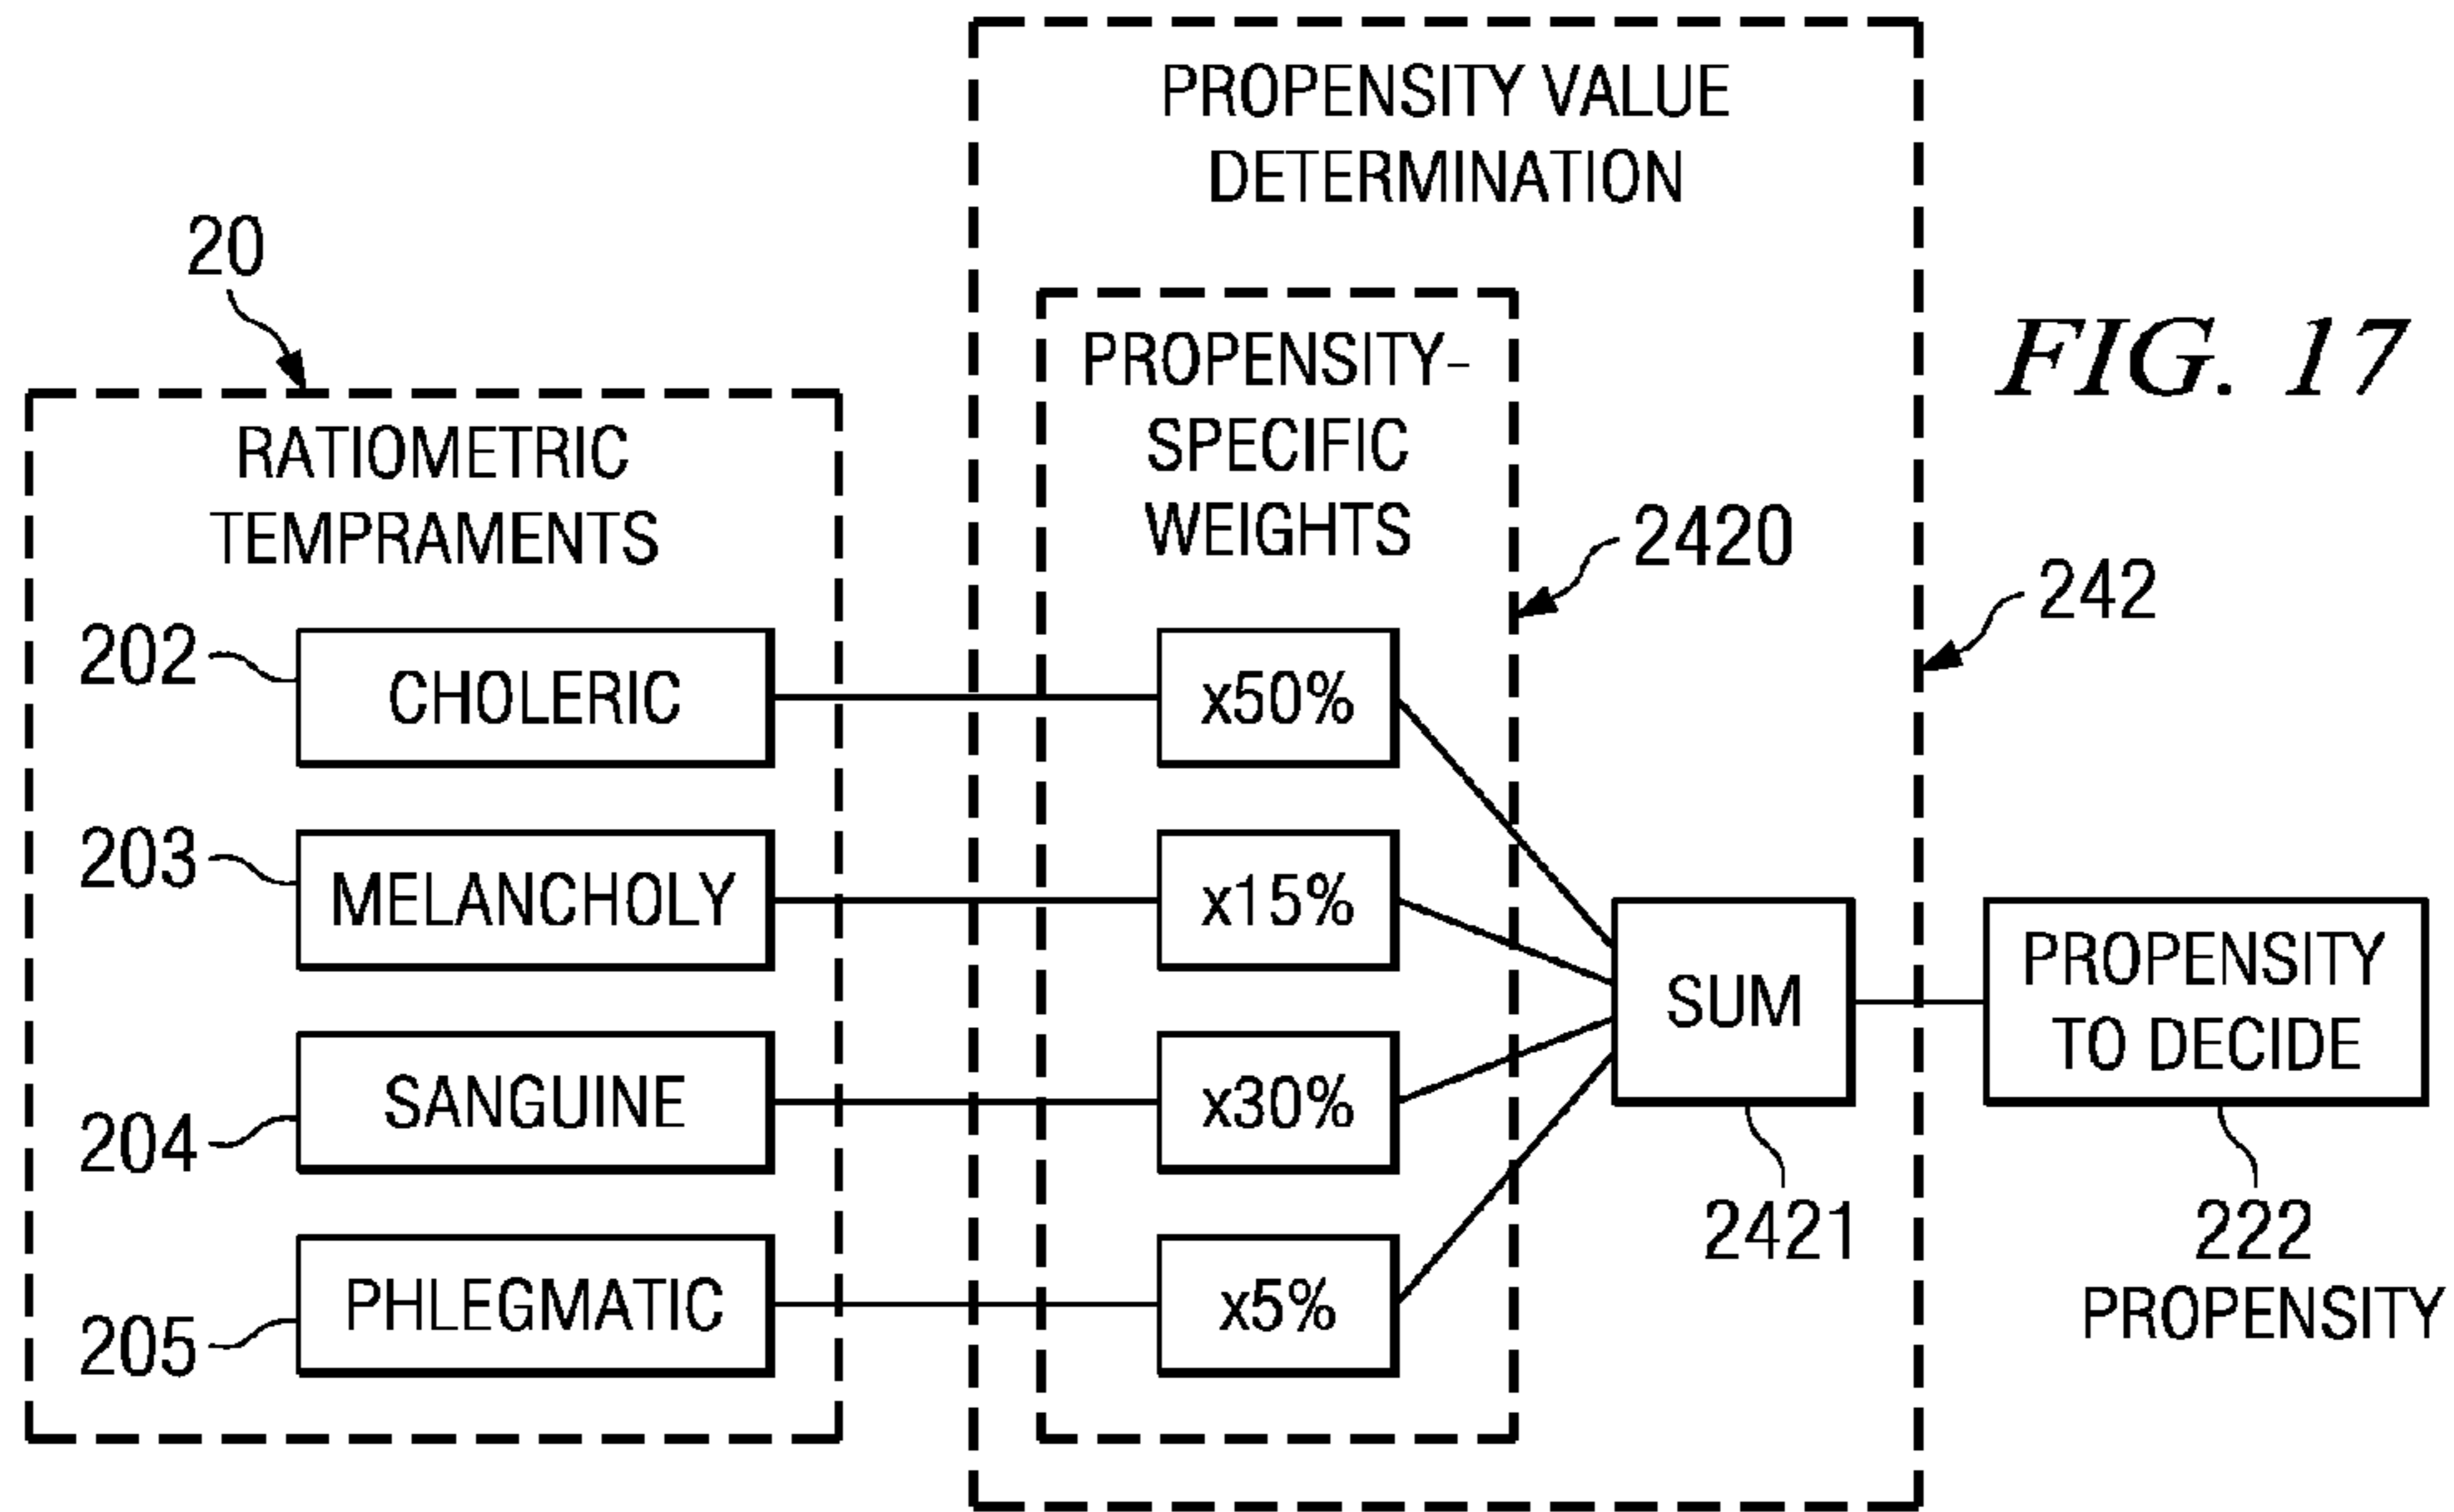 PROPENSITY VALUE
DETERMINATION
20
FIG. 17
RATIOMETRIC
TEMPRAMENTS
PROPENSITY-
SPECIFIC
WEIGHTS
2420
242
202
CHOLERIC
x50%
203
MELANCHOLY
x15%
204
SANGUINE
x30%
205
PHLEGMATIC
x5%
SUM
2421
PROPENSITY
TO DECIDE
222
PROPENSITY